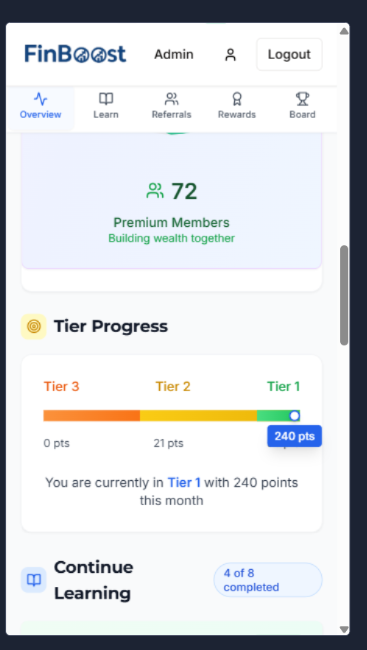 FinBoost
Admin
Logout
Overview
Learn
Referrals
Rewards
Board
72
Premium Members
Building wealth together
Tier Progress
Tier 3
Tier 2
Tier 1
240 pts
0 pts
21 pts
You are currently in Tier 1 with 240 points
this month
Continue
Learning
4 of 8
completed